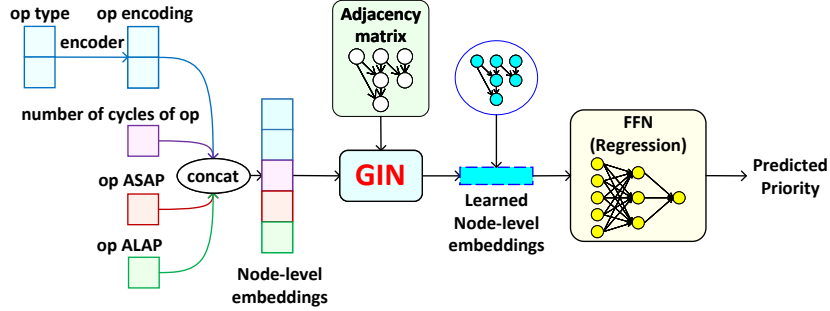 op type
op encoding
encoder
number of cycles of op
op ASAP
op ALAP
concat
Node-level
embeddings
Adjacency
matrix
GIN
Learned
Node-level
embeddings
FFN
(Regression)
Predicted
Priority